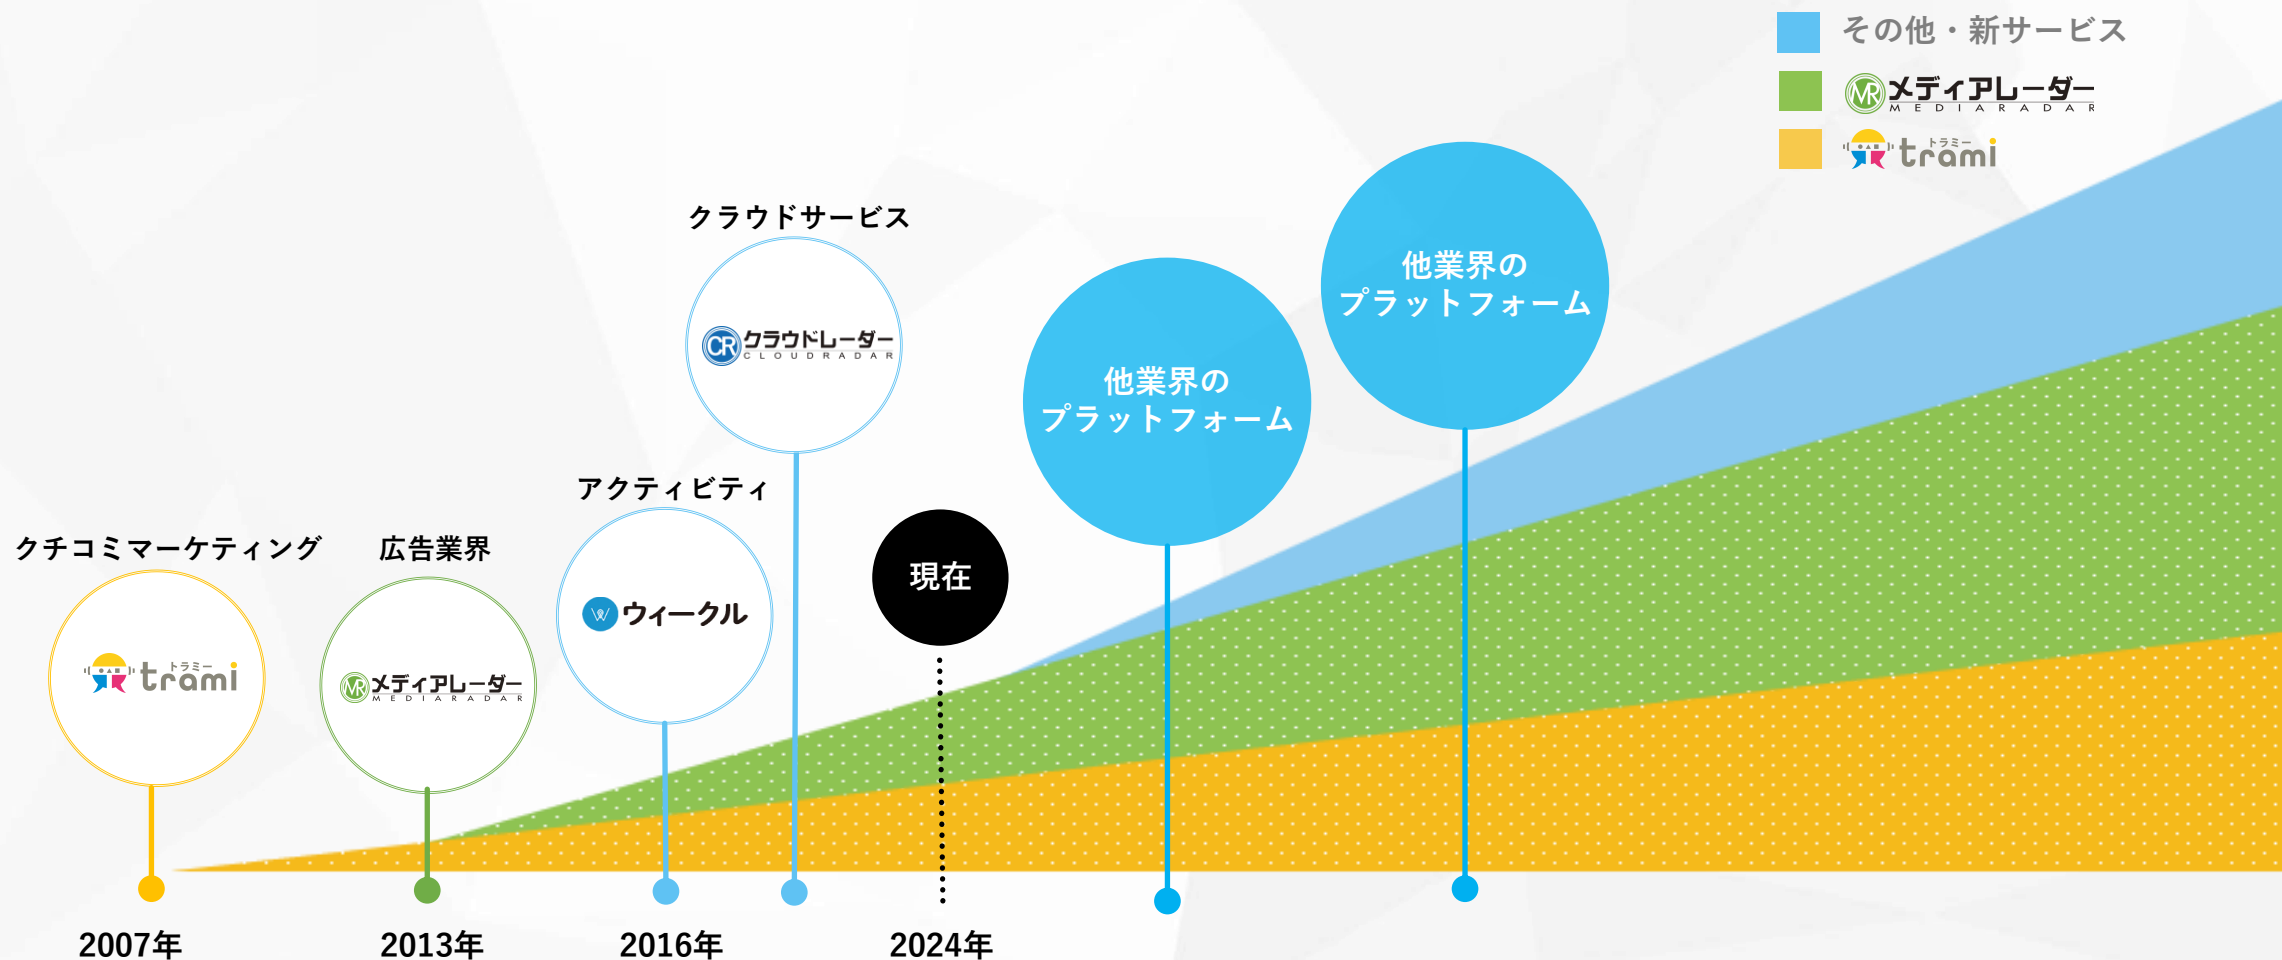 その他・新サービス
MR メディアレーダー
MEDIARADAR
トラミー
trami
クラウドサービス
CR クラウドレーダー
CLOUDRADAR
他業界の
プラットフォーム
他業界の
プラットフォーム
アクティビティ
W ウィークル
現在
クチコミマーケティング
トラミー
trami
広告業界
MR メディアレーダー
MEDIARADAR
2007年
2013年
2016年
2024年